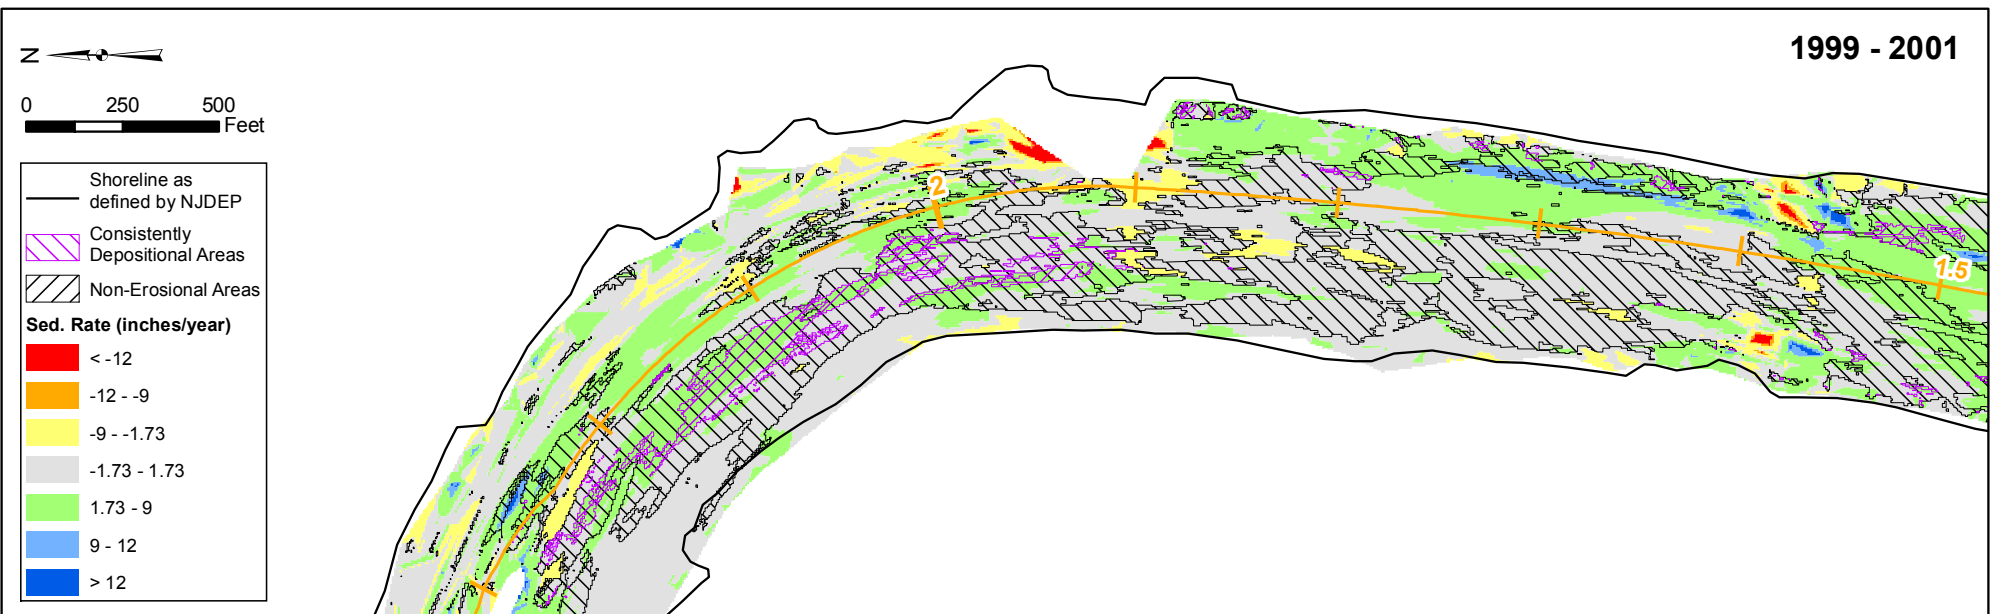 1999 - 2001
N
0 250 500
Feet
Shoreline as
defined by NJDEP
Consistently
Depositional Areas
Non-Erosional Areas
Sed. Rate (inches/year)
< -12
-12 - -9
-9 - -1.73
-1.73 - 1.73
1.73 - 9
9 - 12
> 12
2
1.5